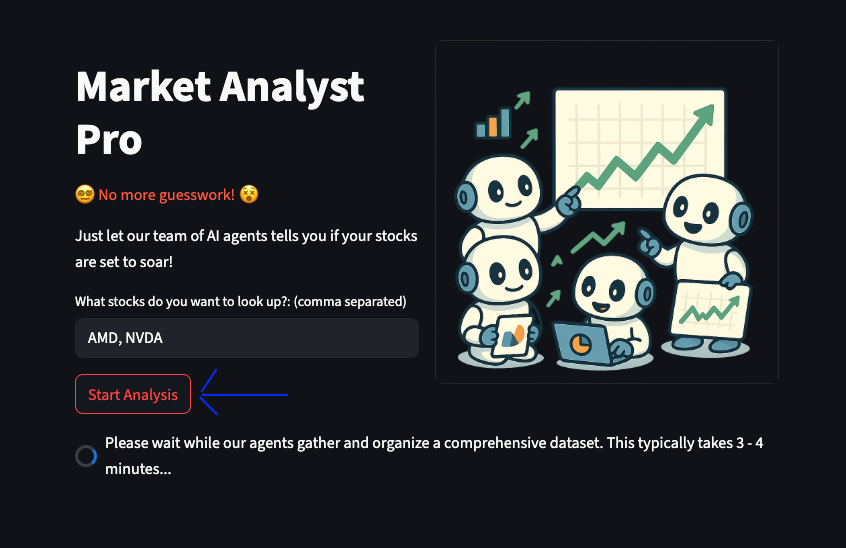 Market Analyst
Pro
😵‍💫 No more guesswork! 😵
Just let our team of AI agents tells you if your stocks
are set to soar!
What stocks do you want to look up?: (comma separated)
AMD, NVDA
Start Analysis
Please wait while our agents gather and organize a comprehensive dataset. This typically takes 3 - 4
minutes...